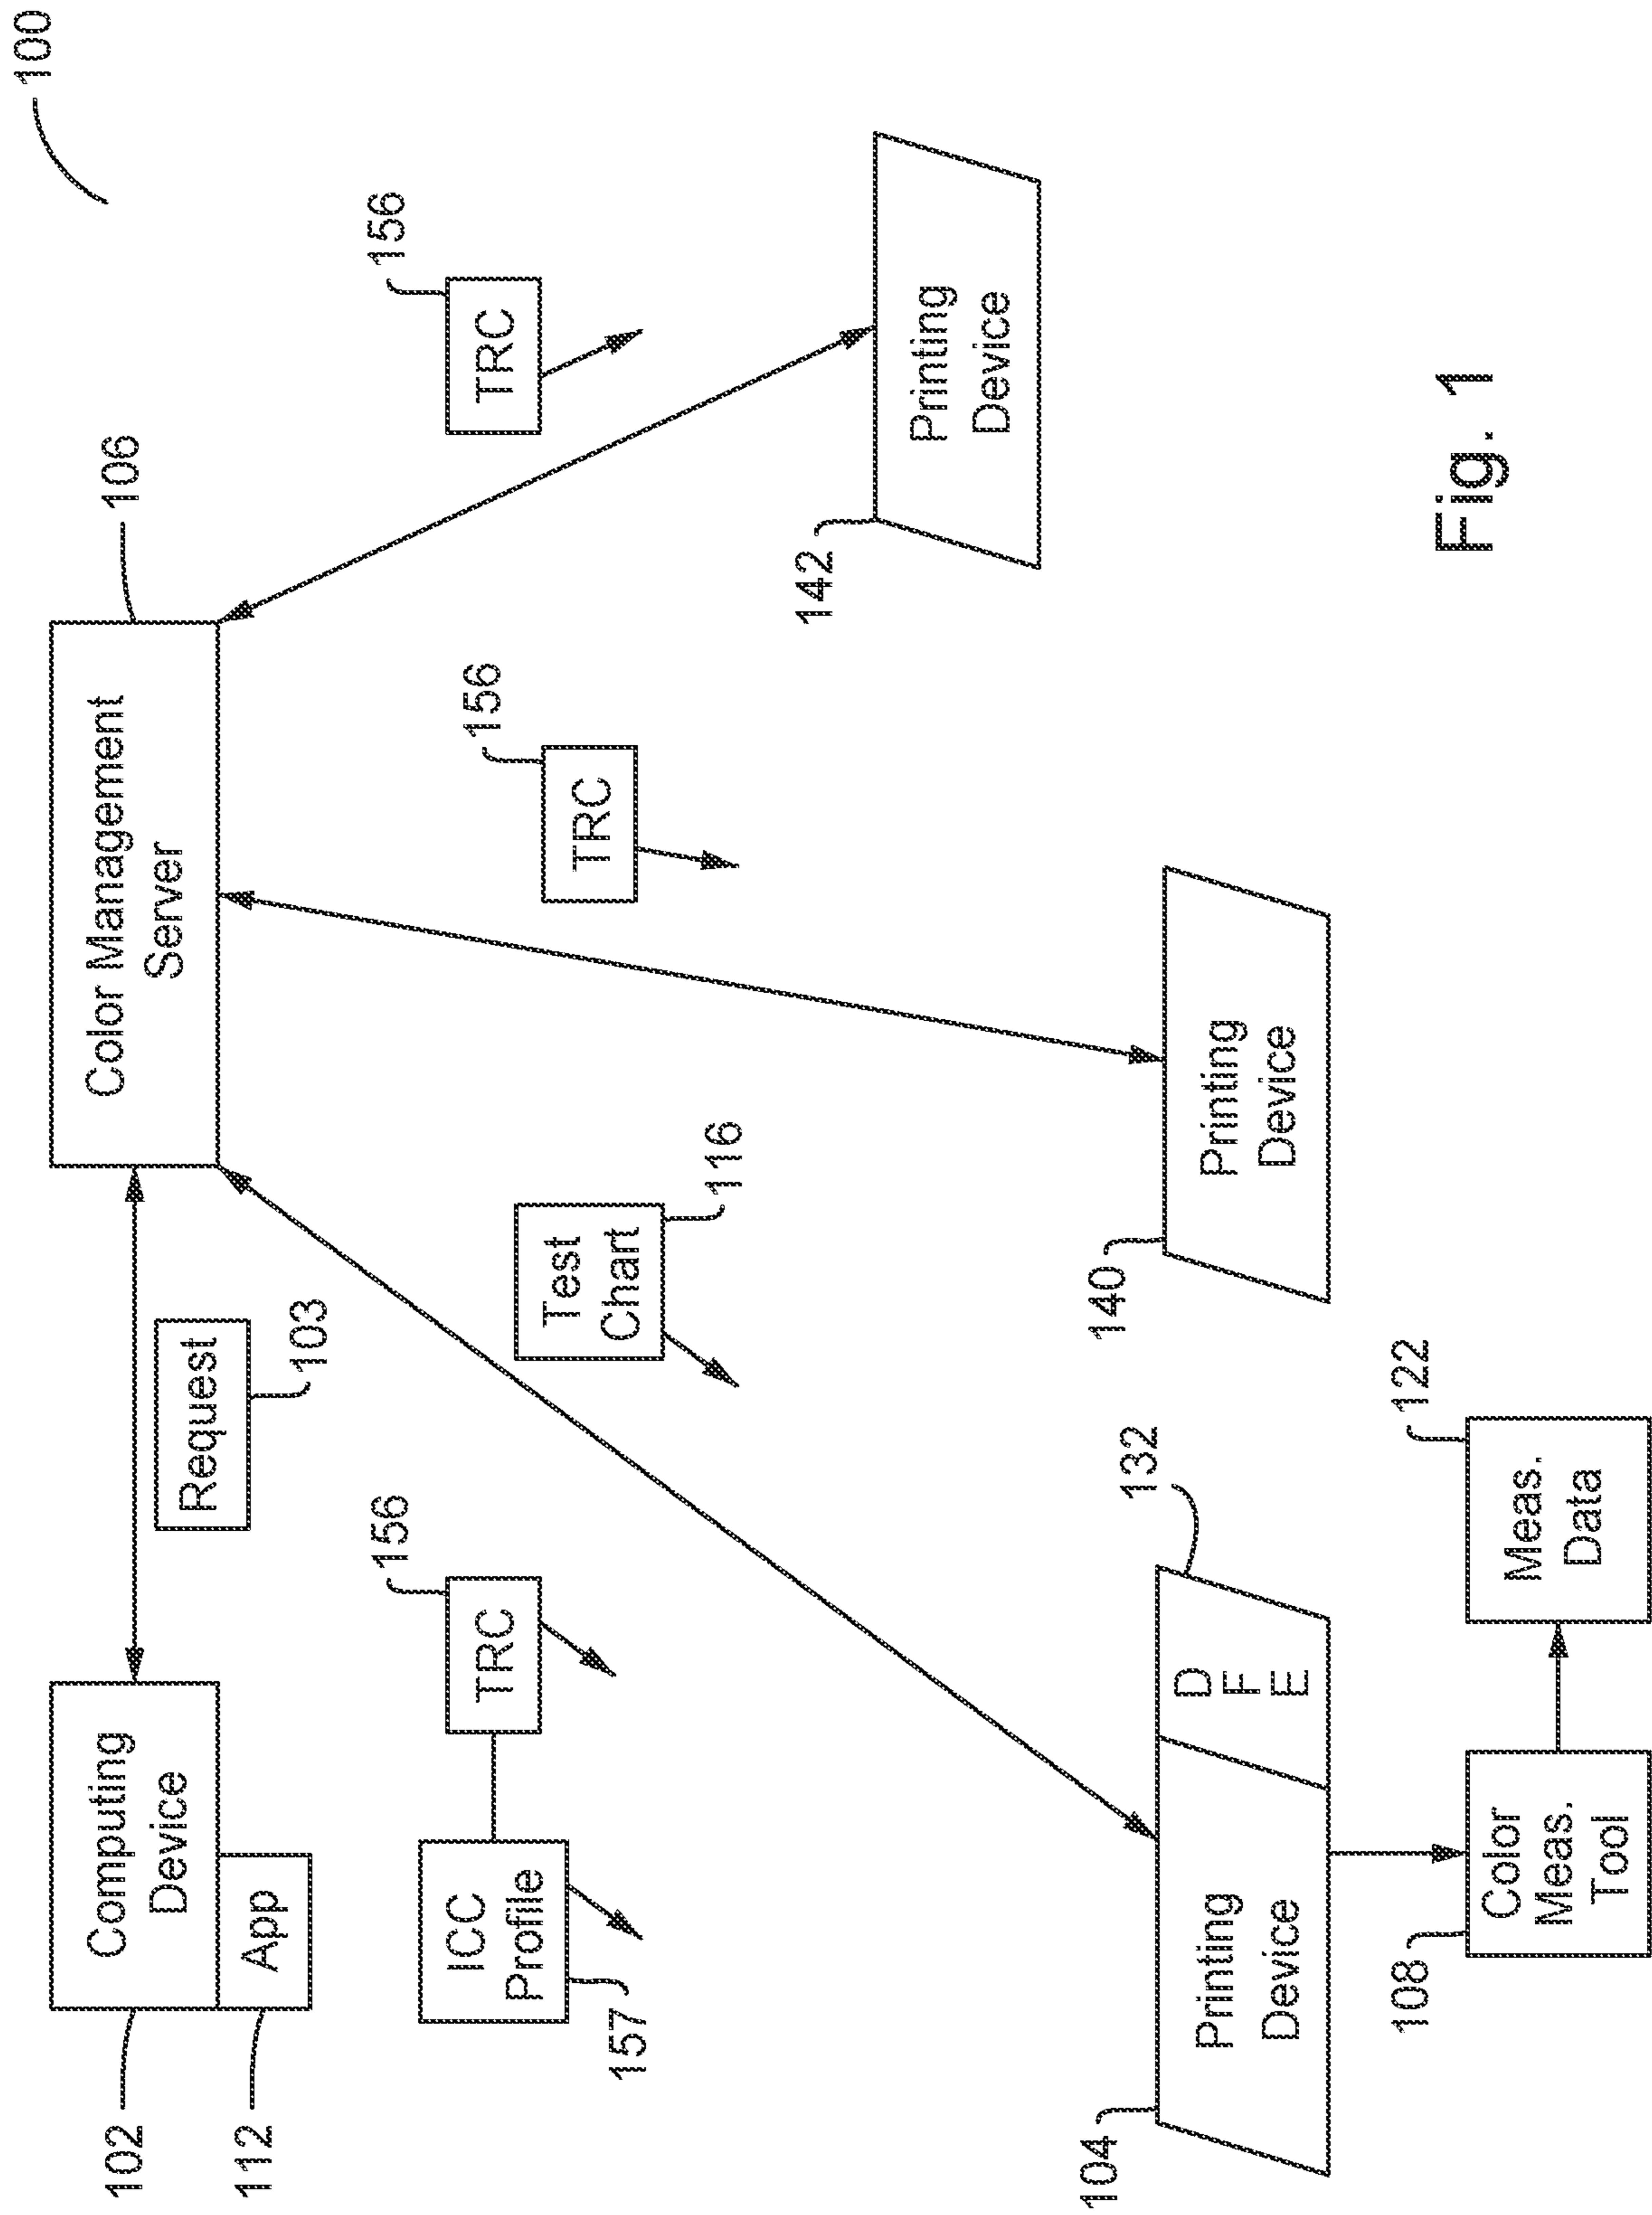 100
102
Computing
Device
112
App
Request
103
Color Management
Server
106
ICC
Profile
157
TRC
156
Test
Chart
116
TRC
156
TRC
156
104
Printing
Device
D
F
E
132
140
Printing
Device
142
Printing
Device
108
Color
Meas.
Tool
Meas.
Data
122
Fig. 1